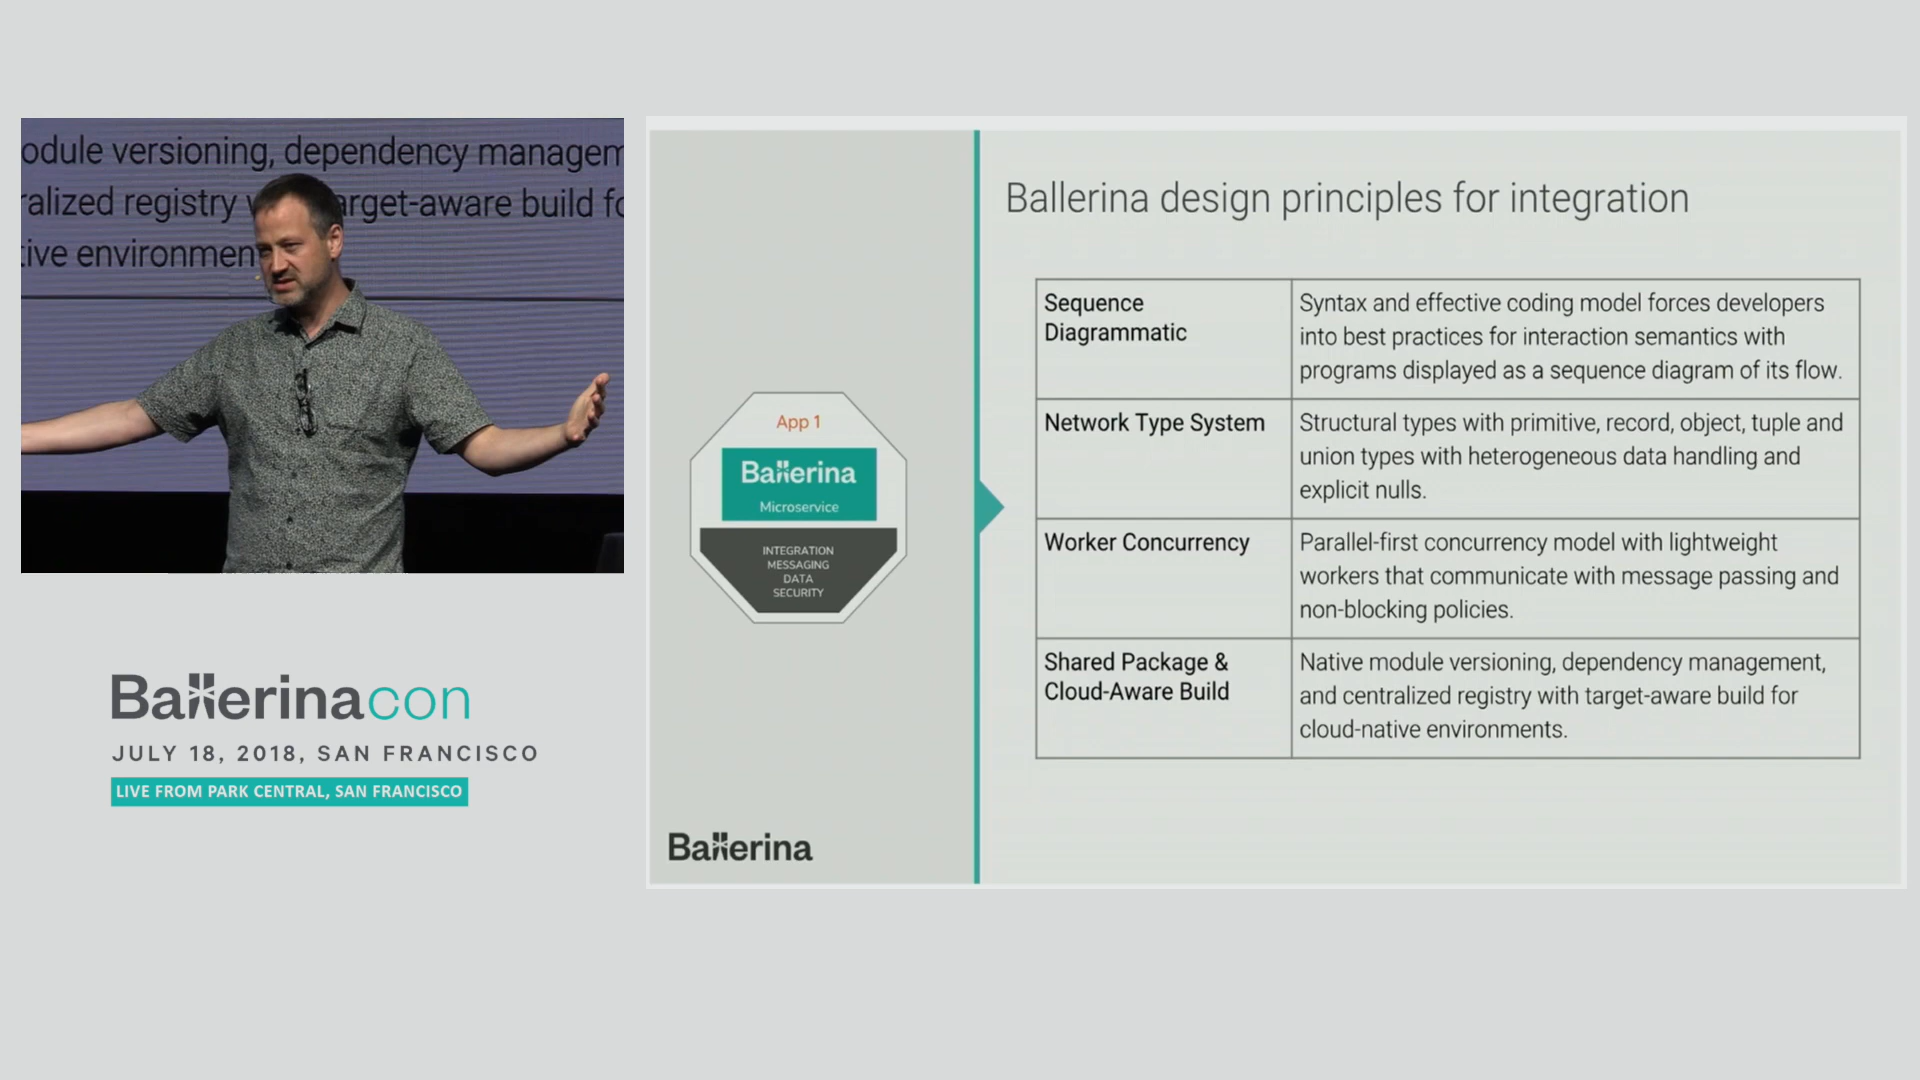 odule versioning, dependency managem
ralized registry arget-aware build fo
tive environmen
Ballerinacon
JULY 18, 2018, SAN FRANCISCO
LIVE FROM PARK CENTRAL, SAN FRANCISCO
Ballerina design principles for integration
App 1
Ballerina
Microservice
INTEGRATION
MESSAGING
DATA
SECURITY
Sequence
Diagrammatic
Syntax and effective coding model forces developers
into best practices for interaction semantics with
programs displayed as a sequence diagram of its flow.
Network Type System
Structural types with primitive, record, object, tuple and
union types with heterogeneous data handling and
explicit nulls.
Worker Concurrency
Parallel-first concurrency model with lightweight
workers that communicate with message passing and
non-blocking policies.
Shared Package &
Cloud-Aware Build
Native module versioning, dependency management,
and centralized registry with target-aware build for
cloud-native environments.
Ballerina